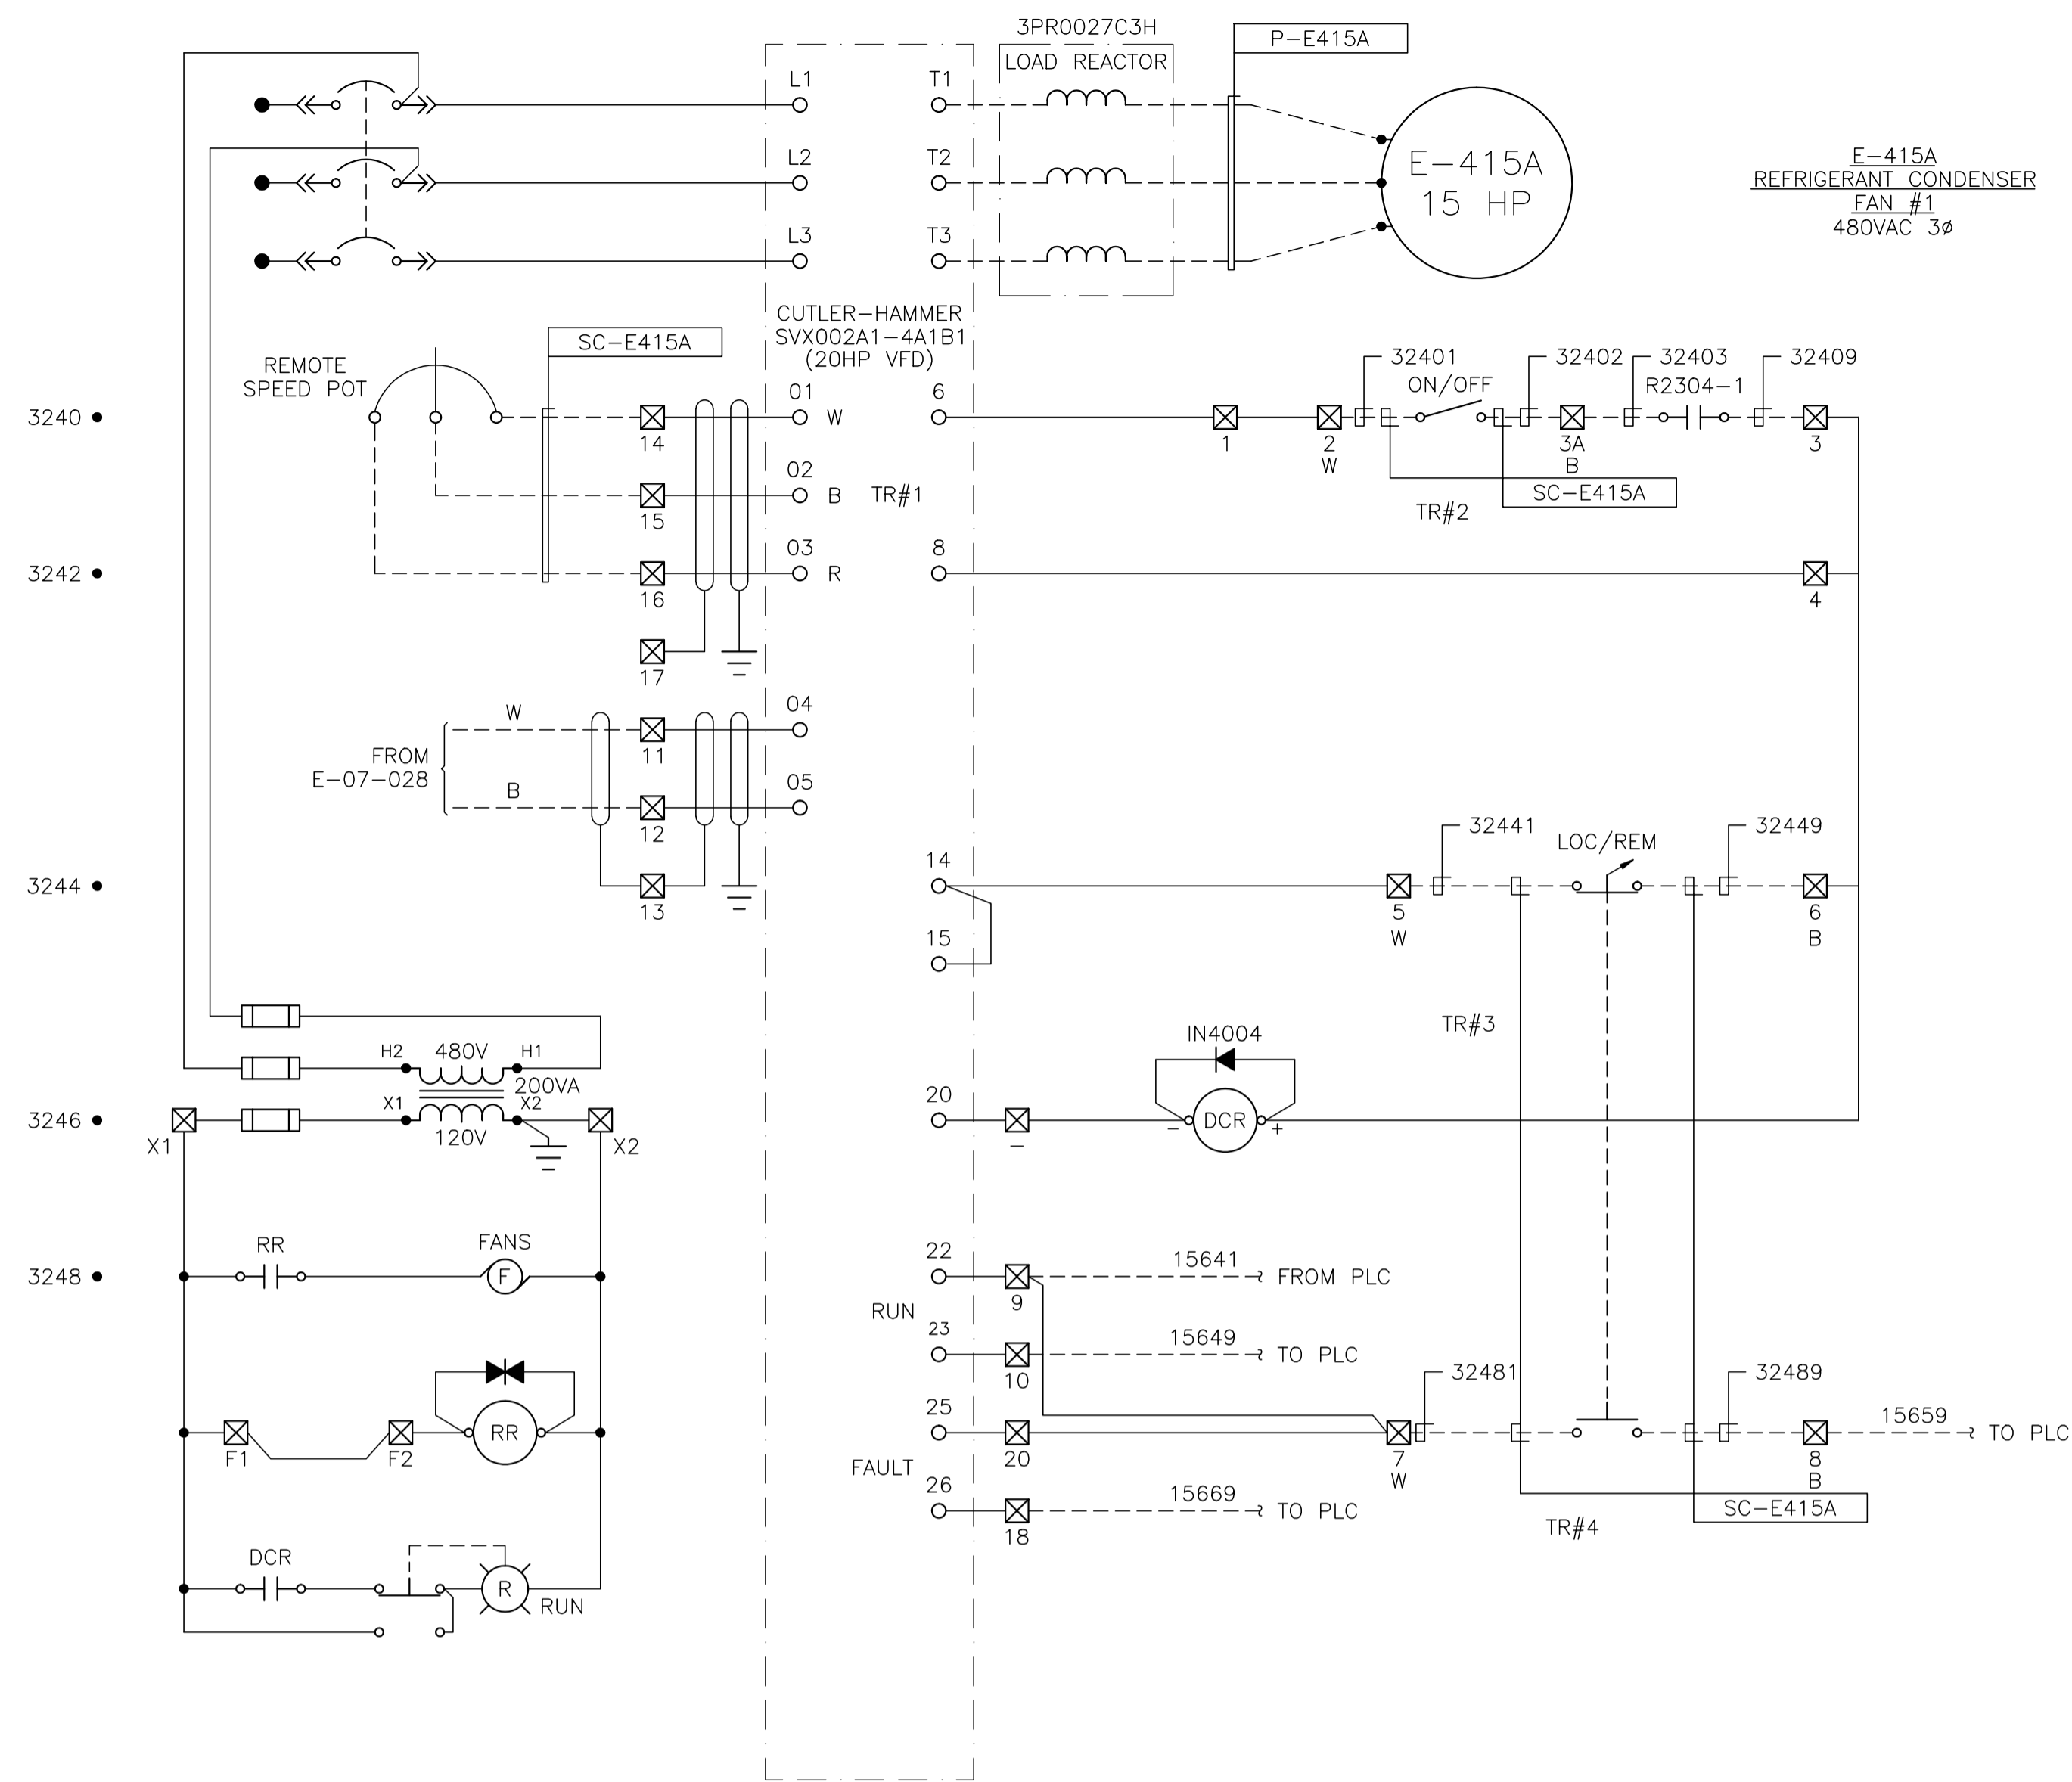 3PR0027C3H
LOAD REACTOR
P-E415A
L1
T1
L2
T2
L3
T3
E-415A
15 HP
E-415A
REFRIGERANT CONDENSER
FAN #1
480VAC 3ø
CUTLER-HAMMER
SVX002A1-4A1B1
(20HP VFD)
SC-E415A
REMOTE
SPEED POT
32401
32402
32403
32409
ON/OFF
R2304-1
3240
14
01
W
6
1
2
W
3A
B
3
02
B
TR#1
15
SC-E415A
TR#2
3242
16
03
R
8
4
17
FROM
E-07-028
W
11
04
B
12
05
32441
LOC/REM
32449
3244
13
14
5
W
6
B
15
TR#3
IN4004
H2
480V
H1
200VA
X1
X2
120V
3246
X1
X2
20
-
-
DCR
+
3248
RR
FANS
F
22
9
15641
FROM PLC
RUN
23
10
15649
TO PLC
32481
32489
F1
F2
RR
25
20
7
W
8
B
15659
TO PLC
FAULT
26
18
15669
TO PLC
SC-E415A
TR#4
DCR
R
RUN